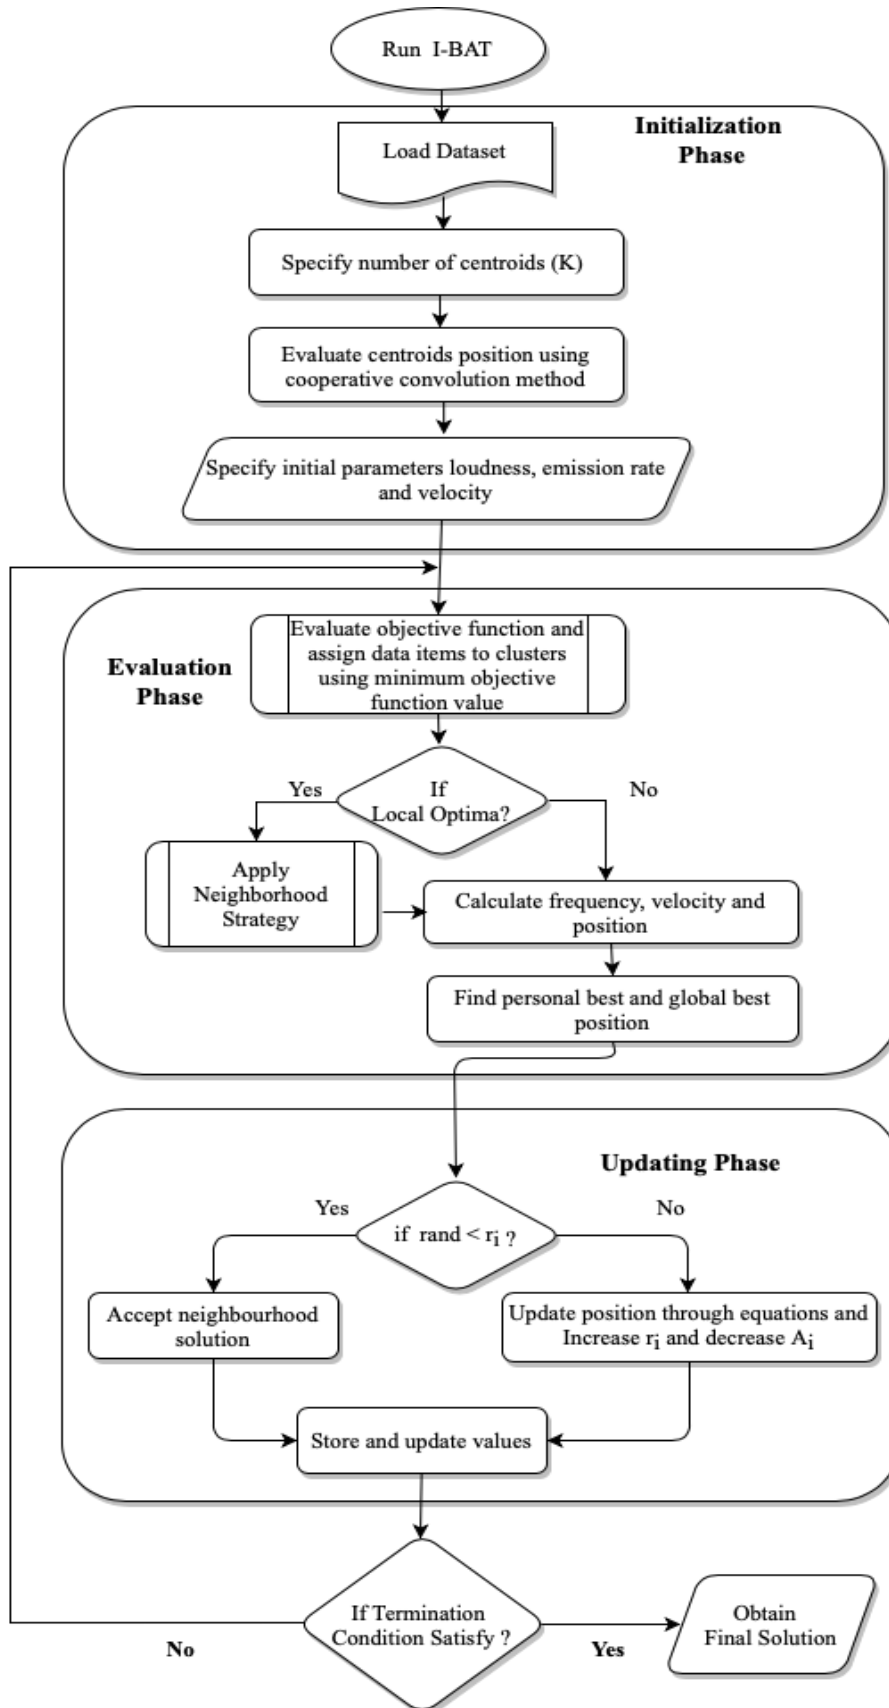 Run I-BAT
Initialization
Phase
Load Dataset
Specify number of centroids (K)
Evaluate centroids position using
cooperative convolution method
Specify initial parameters loudness, emission rate
and velocity
Evaluation
Phase
Evaluate objective function and
assign data items to clusters
using minimum objective
function value
If
Local Optima?
Yes
No
Apply
Neighborhood
Strategy
Calculate frequency, velocity and
position
Find personal best and global best
position
Updating Phase
if rand < ri ?
Yes
No
Accept neighbourhood
solution
Update position through equations and
Increase ri and decrease Ai
Store and update values
If Termination
Condition Satisfy ?
No
Yes
Obtain
Final Solution